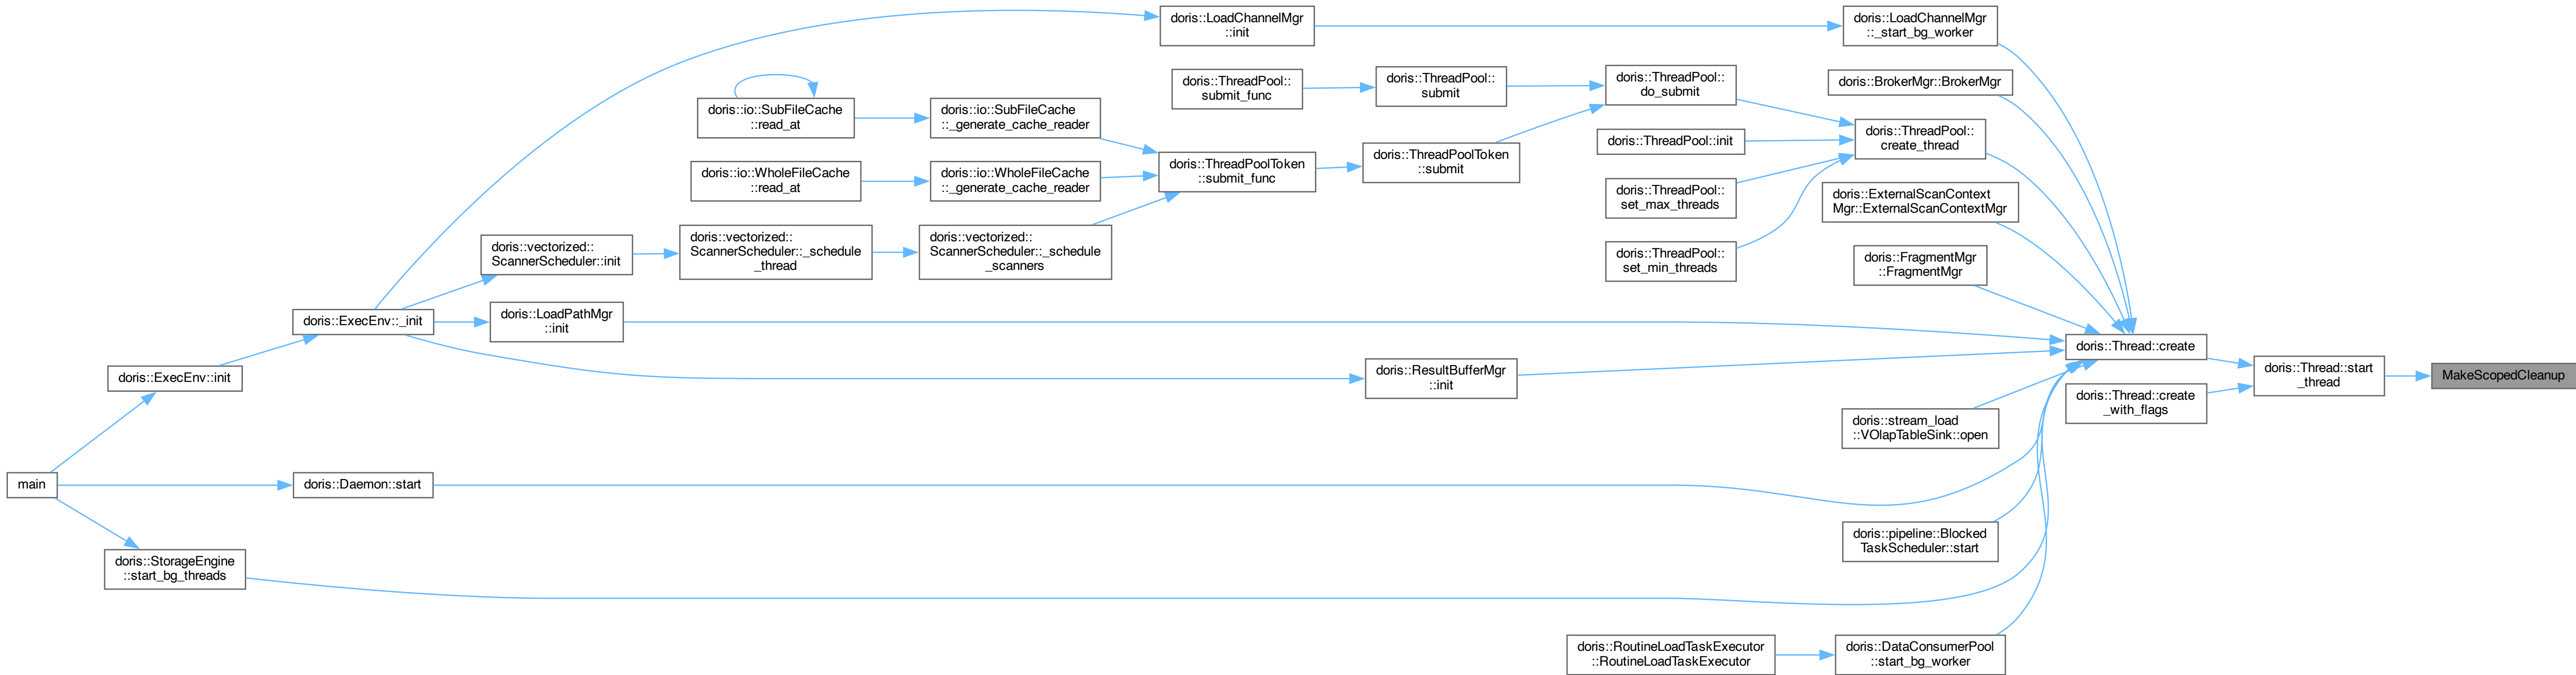 main
doris::ExecEnv::init
doris::StorageEngine
::start_bg_threads
doris::ExecEnv::_init
doris::Daemon::start
doris::vectorized::
ScannerScheduler::init
doris::LoadPathMgr
::init
doris::io::SubFileCache
::read_at
doris::io::WholeFileCache
::read_at
doris::vectorized::
ScannerScheduler::_schedule
_thread
doris::io::SubFileCache
::_generate_cache_reader
doris::io::WholeFileCache
::_generate_cache_reader
doris::vectorized::
ScannerScheduler::_schedule
_scanners
doris::LoadChannelMgr
::init
doris::ThreadPool::
submit_func
doris::ThreadPoolToken
::submit_func
doris::ThreadPool::
submit
doris::ThreadPoolToken
::submit
doris::ResultBufferMgr
::init
doris::ThreadPool::
do_submit
doris::ThreadPool::init
doris::ThreadPool::
set_max_threads
doris::ThreadPool::
set_min_threads
doris::RoutineLoadTaskExecutor
::RoutineLoadTaskExecutor
doris::LoadChannelMgr
::_start_bg_worker
doris::BrokerMgr::BrokerMgr
doris::ThreadPool::
create_thread
doris::ExternalScanContext
Mgr::ExternalScanContextMgr
doris::FragmentMgr
::FragmentMgr
doris::stream_load
::VOlapTableSink::open
doris::pipeline::Blocked
TaskScheduler::start
doris::DataConsumerPool
::start_bg_worker
doris::Thread::create
doris::Thread::create
_with_flags
doris::Thread::start
_thread
MakeScopedCleanup